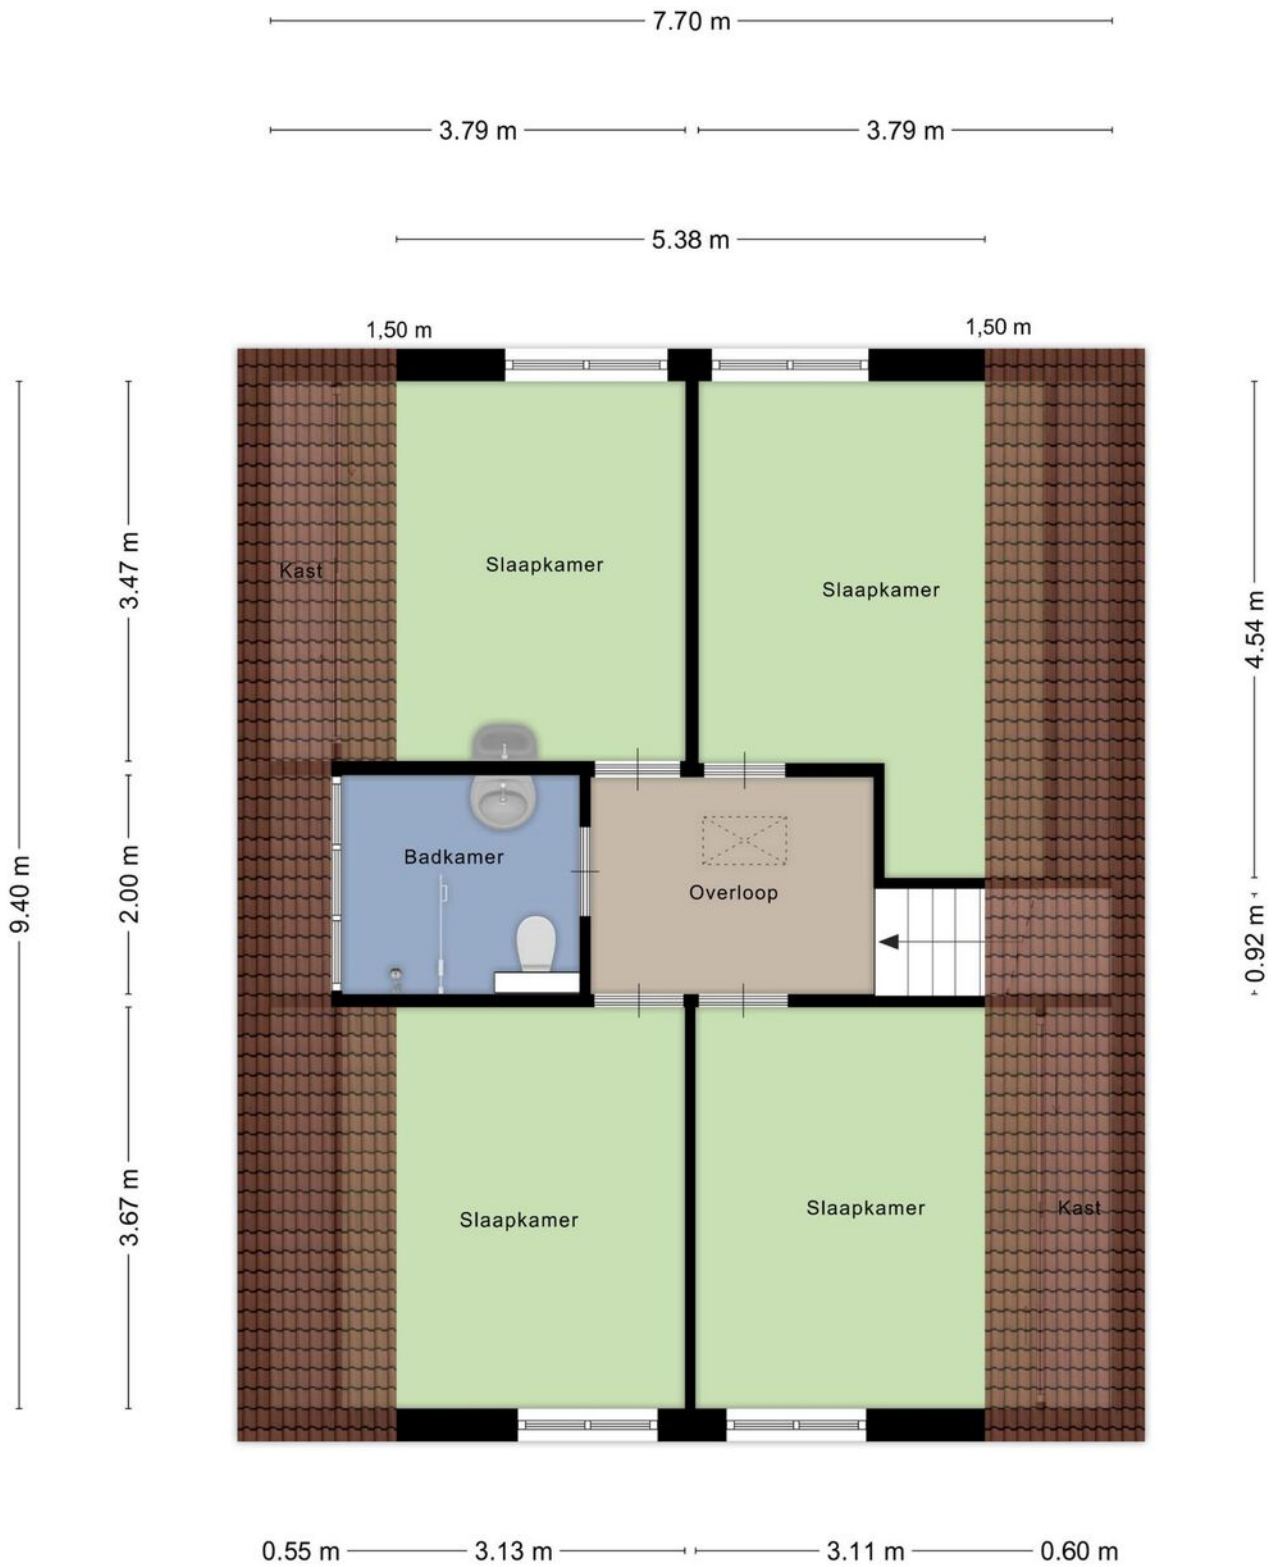 7.70 m
3.79 m
3.79 m
5.38 m
1,50 m
1,50 m
3.47 m
Kast
Slaapkamer
Slaapkamer
4.54 m
9.40 m
2.00 m
Badkamer
Overloop
0.92 m
3.67 m
Slaapkamer
Slaapkamer
Kast
0.55 m
3.13 m
3.11 m
0.60 m